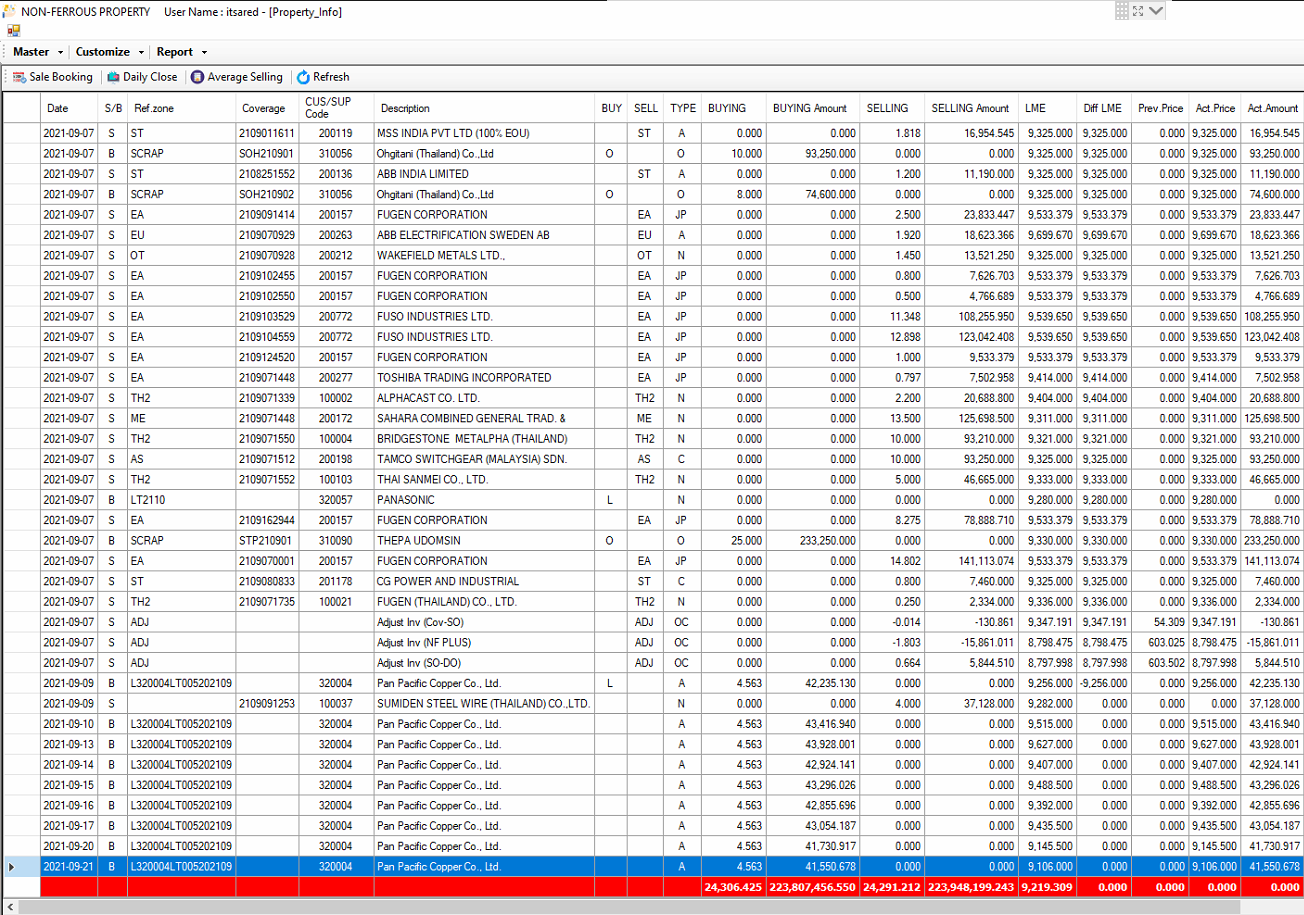 NON-FERROUS PROPERTY User Name : itsared - [Property_Info]
Master Customize Report
Sale Booking Daily Close Average Selling Refresh
Date S/B Ref.zone Coverage CUS/SUP Code Description BUY SELL TYPE BUYING BUYING Amount SELLING SELLING Amount LME Diff LME Prev.Price Act.Price Act.Amount
2021-09-07 S ST 2109011611 200119 MSS INDIA PVT LTD (100% EOU) ST A 0.000 0.000 1.818 16,954.545 9,325.000 9,325.000 0.000 9,325.000 16,954.545
2021-09-07 B SCRAP SOH210901 310056 Ohgitani (Thailand) Co.,Ltd O O 10.000 93,250.000 0.000 0.000 9,325.000 9,325.000 0.000 9,325.000 93,250.000
2021-09-07 S ST 2108251552 200136 ABB INDIA LIMITED ST A 0.000 0.000 1.200 11,190.000 9,325.000 9,325.000 0.000 9,325.000 11,190.000
2021-09-07 B SCRAP SOH210902 310056 Ohgitani (Thailand) Co.,Ltd O O 8.000 74,600.000 0.000 0.000 9,325.000 9,325.000 0.000 9,325.000 74,600.000
2021-09-07 S EA 2109091414 200157 FUGEN CORPORATION EA JP 0.000 0.000 2.500 23,833.447 9,533.379 9,533.379 0.000 9,533.379 23,833.447
2021-09-07 S EU 2109070929 200263 ABB ELECTRIFICATION SWEDEN AB EU A 0.000 0.000 1.920 18,623.366 9,699.670 9,699.670 0.000 9,699.670 18,623.366
2021-09-07 S OT 2109070928 200212 WAKEFIELD METALS LTD., OT N 0.000 0.000 1.450 13,521.250 9,325.000 9,325.000 0.000 9,325.000 13,521.250
2021-09-07 S EA 2109102455 200157 FUGEN CORPORATION EA JP 0.000 0.000 0.800 7,626.703 9,533.379 9,533.379 0.000 9,533.379 7,626.703
2021-09-07 S EA 2109102550 200157 FUGEN CORPORATION EA JP 0.000 0.000 0.500 4,766.689 9,533.379 9,533.379 0.000 9,533.379 4,766.689
2021-09-07 S EA 2109103529 200772 FUSO INDUSTRIES LTD. EA JP 0.000 0.000 11.348 108,255.950 9,539.650 9,539.650 0.000 9,539.650 108,255.950
2021-09-07 S EA 2109104559 200772 FUSO INDUSTRIES LTD. EA JP 0.000 0.000 12.898 123,042.408 9,539.650 9,539.650 0.000 9,539.650 123,042.408
2021-09-07 S EA 2109124520 200157 FUGEN CORPORATION EA JP 0.000 0.000 1.000 9,533.379 9,533.379 9,533.379 0.000 9,533.379 9,533.379
2021-09-07 S EA 2109071448 200277 TOSHIBA TRADING INCORPORATED EA JP 0.000 0.000 0.797 7,502.958 9,414.000 9,414.000 0.000 9,414.000 7,502.958
2021-09-07 S TH2 2109071339 100002 ALPHACAST CO. LTD. TH2 N 0.000 0.000 2.200 20,688.800 9,404.000 9,404.000 0.000 9,404.000 20,688.800
2021-09-07 S ME 2109071448 200172 SAHARA COMBINED GENERAL TRAD. & ME N 0.000 0.000 13.500 125,698.500 9,311.000 9,311.000 0.000 9,311.000 125,698.500
2021-09-07 S TH2 2109071550 100004 BRIDGESTONE METALPHA (THAILAND) TH2 N 0.000 0.000 10.000 93,210.000 9,321.000 9,321.000 0.000 9,321.000 93,210.000
2021-09-07 S AS 2109071512 200198 TAMCO SWITCHGEAR (MALAYSIA) SDN. AS C 0.000 0.000 10.000 93,250.000 9,325.000 9,325.000 0.000 9,325.000 93,250.000
2021-09-07 S TH2 2109071552 100103 THAI SANMEI CO., LTD. TH2 N 0.000 0.000 5.000 46,665.000 9,333.000 9,333.000 0.000 9,333.000 46,665.000
2021-09-07 B LT2110 320057 PANASONIC L N 0.000 0.000 0.000 0.000 9,280.000 9,280.000 0.000 9,280.000 0.000
2021-09-07 S EA 2109162944 200157 FUGEN CORPORATION EA JP 0.000 0.000 8.275 78,888.710 9,533.379 9,533.379 0.000 9,533.379 78,888.710
2021-09-07 B SCRAP STP210901 310090 THEPA UDOMSIN O O 25.000 233,250.000 0.000 0.000 9,330.000 9,330.000 0.000 9,330.000 233,250.000
2021-09-07 S EA 2109070001 200157 FUGEN CORPORATION EA JP 0.000 0.000 14.802 141,113.074 9,533.379 9,533.379 0.000 9,533.379 141,113.074
2021-09-07 S ST 2109080833 201178 CG POWER AND INDUSTRIAL ST C 0.000 0.000 0.800 7,460.000 9,325.000 9,325.000 0.000 9,325.000 7,460.000
2021-09-07 S TH2 2109071735 100021 FUGEN (THAILAND) CO., LTD. TH2 N 0.000 0.000 0.250 2,334.000 9,336.000 9,336.000 0.000 9,336.000 2,334.000
2021-09-07 S ADJ Adjust Inv (Cov-SO) ADJ OC 0.000 0.000 -0.014 -130.861 9,347.191 9,347.191 54.309 9,347.191 -130.861
2021-09-07 S ADJ Adjust Inv (NF PLUS) ADJ OC 0.000 0.000 -1.803 -15,861.011 8,798.475 8,798.475 603.025 8,798.475 -15,861.011
2021-09-07 S ADJ Adjust Inv (SO-DO) ADJ OC 0.000 0.000 0.664 5,844.510 8,797.998 8,797.998 603.502 8,797.998 5,844.510
2021-09-09 B L320004LT005202109 320004 Pan Pacific Copper Co., Ltd. L A 4.563 42,235.130 0.000 0.000 9,256.000 -9,256.000 0.000 9,256.000 42,235.130
2021-09-09 S 2109091253 100037 SUMIDEN STEEL WIRE (THAILAND) CO.,LTD. N 0.000 0.000 4.000 37,128.000 9,282.000 0.000 0.000 0.000 37,128.000
2021-09-10 B L320004LT005202109 320004 Pan Pacific Copper Co., Ltd. A 4.563 43,416.940 0.000 0.000 9,515.000 0.000 0.000 9,515.000 43,416.940
2021-09-13 B L320004LT005202109 320004 Pan Pacific Copper Co., Ltd. A 4.563 43,928.001 0.000 0.000 9,627.000 0.000 0.000 9,627.000 43,928.001
2021-09-14 B L320004LT005202109 320004 Pan Pacific Copper Co., Ltd. A 4.563 42,924.141 0.000 0.000 9,407.000 0.000 0.000 9,407.000 42,924.141
2021-09-15 B L320004LT005202109 320004 Pan Pacific Copper Co., Ltd. A 4.563 43,296.026 0.000 0.000 9,488.500 0.000 0.000 9,488.500 43,296.026
2021-09-16 B L320004LT005202109 320004 Pan Pacific Copper Co., Ltd. A 4.563 42,855.696 0.000 0.000 9,392.000 0.000 0.000 9,392.000 42,855.696
2021-09-17 B L320004LT005202109 320004 Pan Pacific Copper Co., Ltd. A 4.563 43,054.187 0.000 0.000 9,435.500 0.000 0.000 9,435.500 43,054.187
2021-09-20 B L320004LT005202109 320004 Pan Pacific Copper Co., Ltd. A 4.563 41,730.917 0.000 0.000 9,145.500 0.000 0.000 9,145.500 41,730.917
2021-09-21 B L320004LT005202109 320004 Pan Pacific Copper Co., Ltd. A 4.563 41,550.678 0.000 0.000 9,106.000 0.000 0.000 9,106.000 41,550.678
24,306.425 223,807,456.550 24,291.212 223,948,199.243 9,219.309 0.000 0.000 0.000 0.000